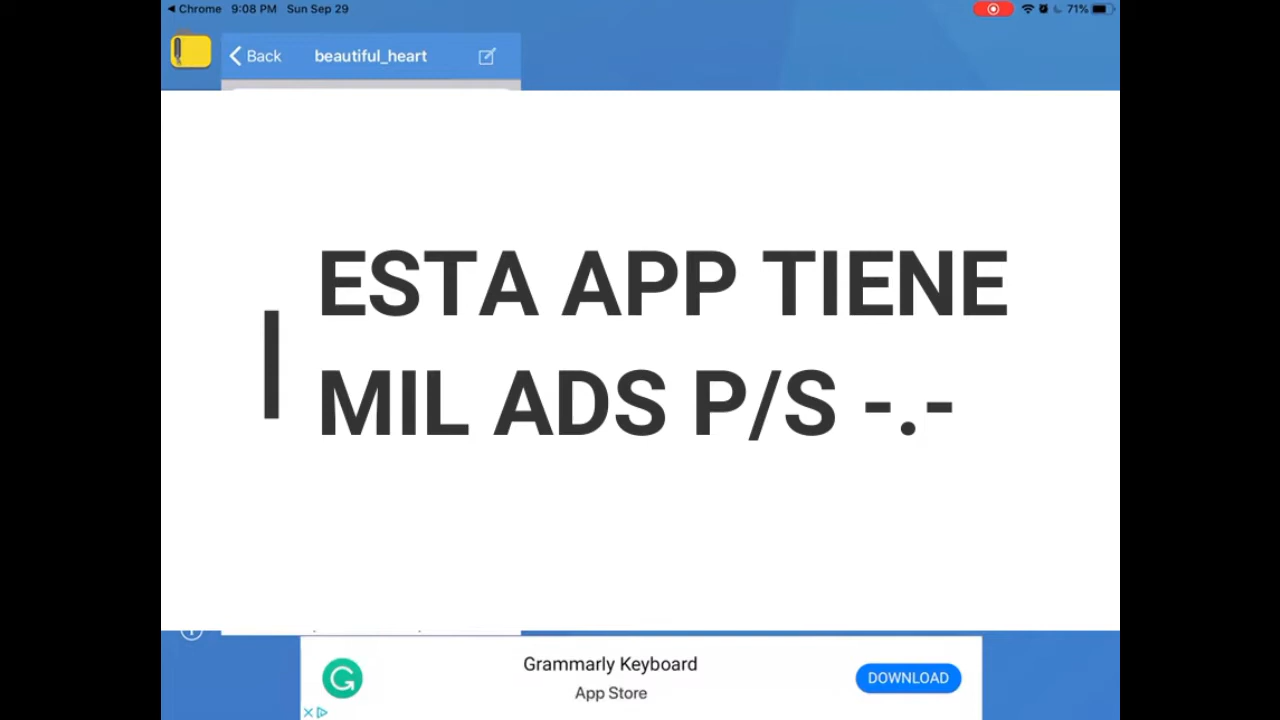 Chrome 9:08 PM Sun Sep 29 71%
Back beautiful_heart
ESTA APP TIENE
MIL ADS P/S -.-
Grammarly Keyboard
App Store
DOWNLOAD